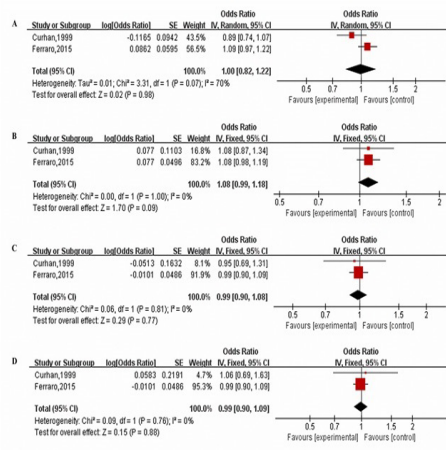 A
Odds Ratio Odds Ratio
Study or Subgroup log[Odds Ratio] SE Weight IV, Random, 95% CI IV, Random, 95% CI
Curhan,1999 -0.1165 0.0942 43.5% 0.89 [0.74, 1.07]
Ferraro,2015 0.0862 0.0595 56.5% 1.09 [0.97, 1.22]
Total (95% CI) 100.0% 1.00 [0.82, 1.22]
Heterogeneity: Tau² = 0.01; Chi² = 3.31, df = 1 (P = 0.07); I² = 70%
Test for overall effect: Z = 0.02 (P = 0.98)
0.5 0.7 1 1.5 2
Favours [experimental] Favours [control]
B
Odds Ratio Odds Ratio
Study or Subgroup log[Odds Ratio] SE Weight IV, Fixed, 95% CI IV, Fixed, 95% CI
Curhan,1999 0.077 0.1103 16.8% 1.08 [0.87, 1.34]
Ferraro,2015 0.077 0.0496 83.2% 1.08 [0.98, 1.19]
Total (95% CI) 100.0% 1.08 [0.99, 1.18]
Heterogeneity: Chi² = 0.00, df = 1 (P = 1.00); I² = 0%
Test for overall effect: Z = 1.70 (P = 0.09)
0.5 0.7 1 1.5 2
Favours [experimental] Favours [control]
C
Odds Ratio Odds Ratio
Study or Subgroup log[Odds Ratio] SE Weight IV, Fixed, 95% CI IV, Fixed, 95% CI
Curhan,1999 -0.0513 0.1632 8.1% 0.95 [0.69, 1.31]
Ferraro,2015 -0.0101 0.0486 91.9% 0.99 [0.90, 1.09]
Total (95% CI) 100.0% 0.99 [0.90, 1.08]
Heterogeneity: Chi² = 0.06, df = 1 (P = 0.81); I² = 0%
Test for overall effect: Z = 0.29 (P = 0.77)
0.5 0.7 1 1.5 2
Favours [experimental] Favours [control]
D
Odds Ratio Odds Ratio
Study or Subgroup log[Odds Ratio] SE Weight IV, Fixed, 95% CI IV, Fixed, 95% CI
Curhan,1999 0.0583 0.2191 4.7% 1.06 [0.69, 1.63]
Ferraro,2015 -0.0101 0.0486 95.3% 0.99 [0.90, 1.09]
Total (95% CI) 100.0% 0.99 [0.90, 1.09]
Heterogeneity: Chi² = 0.09, df = 1 (P = 0.76); I² = 0%
Test for overall effect: Z = 0.15 (P = 0.88)
0.5 0.7 1 1.5 2
Favours [experimental] Favours [control]